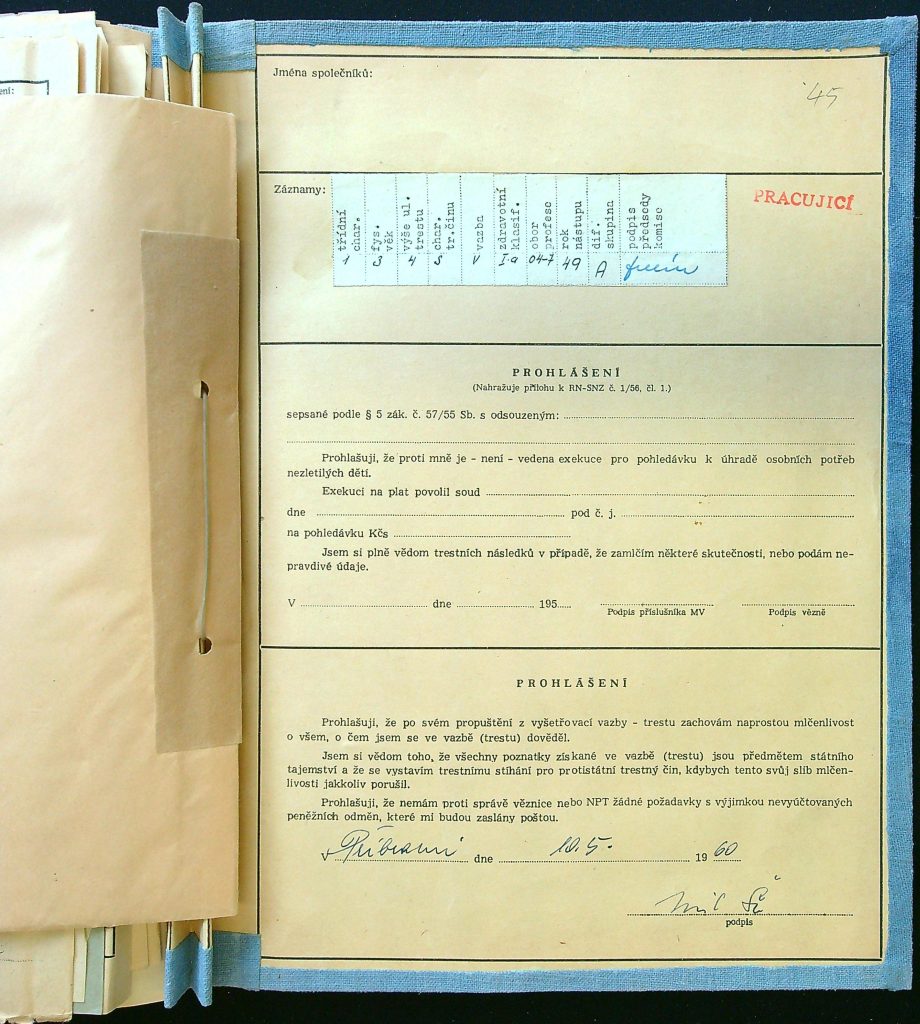 ení:
Jména společníků:
45
Záznamy:
PRACUJICÍ
třídní char.
fys. věk
výše ul. trestu
char. tr.činu
vazba
zdravotní klasif.
obor profese
rok nástupu
dif. skupina
podpis předsedy komise
1 3 4 S V I.a 04-7 49 A
PROHLÁŠENÍ
(Nahražuje přílohu k RN-SNZ č. 1/56, čl. 1.)
sepsané podle § 5 zák. č. 57/55 Sb. s odsouzeným:
Prohlašuji, že proti mně je - není - vedena exekuce pro pohledávku k úhradě osobních potřeb
nezletilých dětí.
Exekuci na plat povolil soud
dne pod č. j.
na pohledávku Kčs
Jsem si plně vědom trestních následků v případě, že zamlčím některé skutečnosti, nebo podám ne-
pravdivé údaje.
V dne 195
Podpis příslušníka MV Podpis vězně
PROHLÁŠENÍ
Prohlašuji, že po svém propuštění z vyšetřovací vazby - trestu zachovám naprostou mlčenlivost
o všem, o čem jsem se ve vazbě (trestu) dověděl.
Jsem si vědom toho, že všechny poznatky získané ve vazbě (trestu) jsou předmětem státního
tajemství a že se vystavím trestnímu stíhání pro protistátní trestný čin, kdybych tento svůj slib mlčen-
livosti jakkoliv porušil.
Prohlašuji, že nemám proti správě věznice nebo NPT žádné požadavky s výjimkou nevyúčtovaných
peněžních odměn, které mi budou zaslány poštou.
V Příbrami dne 10.5. 1960
podpis